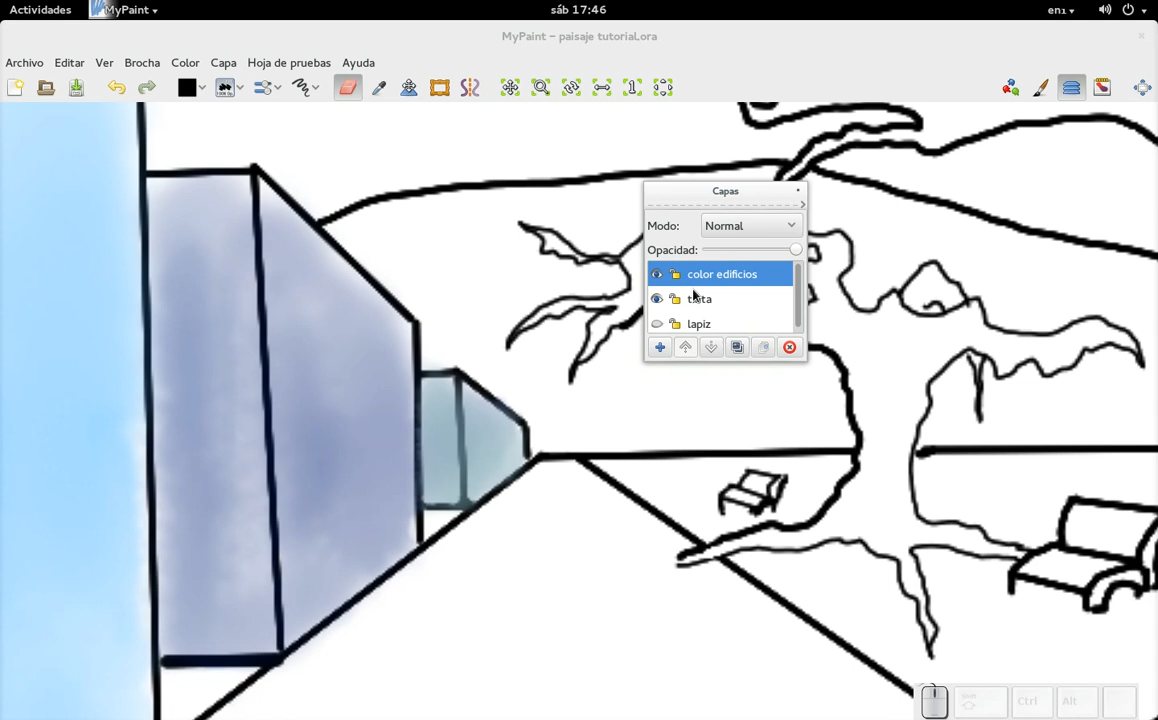 Actividades MyPaint sáb 17:46 en1
MyPaint – paisaje tutorial.ora
Archivo Editar Ver Brocha Color Capa Hoja de pruebas Ayuda
Capas
Modo: Normal
Opacidad:
color edificios
tinta
lapiz
Ctrl Alt